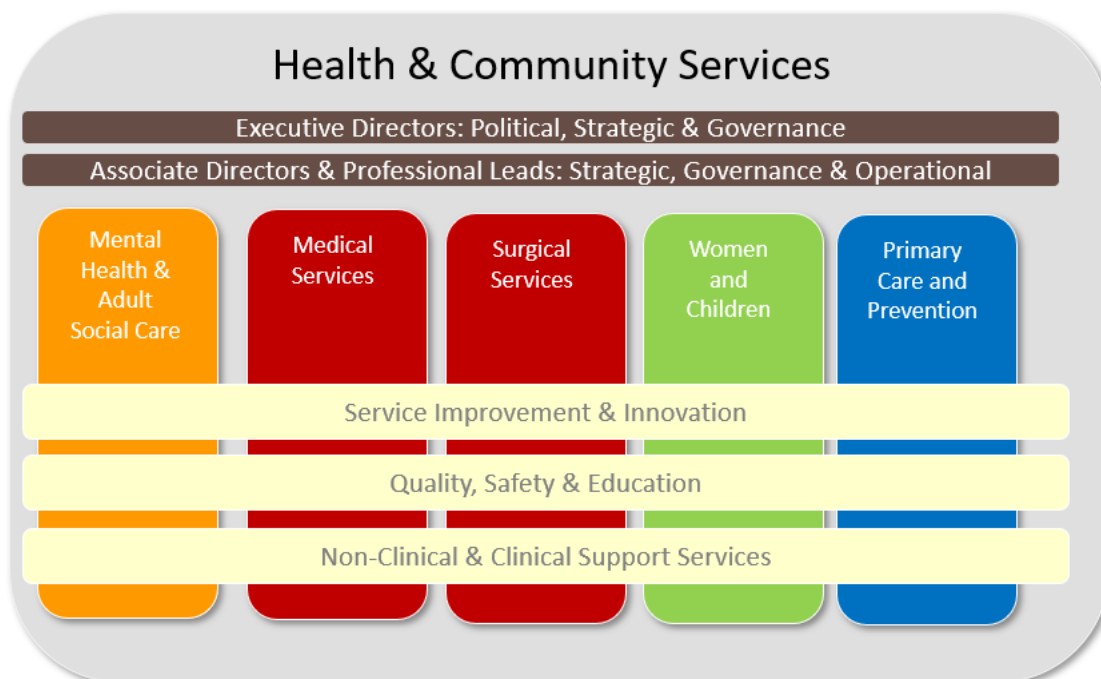 Health & Community Services
Executive Directors: Political, Strategic & Governance
Associate Directors & Professional Leads: Strategic, Governance & Operational
Mental
Health &
Adult
Social Care
Medical
Services
Surgical
Services
Women
and
Children
Primary
Care and
Prevention
Service Improvement & Innovation
Quality, Safety & Education
Non-Clinical & Clinical Support Services